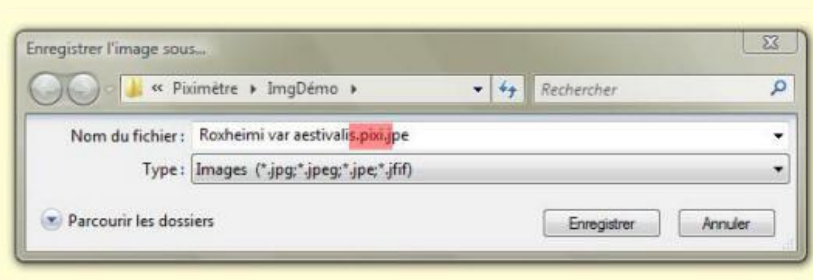 Enregistrer l'image sous...
« Piximètre ▸ ImgDémo ▸ Rechercher
Nom du fichier : Roxheimi var aestivalis.pixi.jpe
Type : Images (*.jpg;*.jpeg;*.jpe;*.jfif)
Parcourir les dossiers Enregistrer Annuler